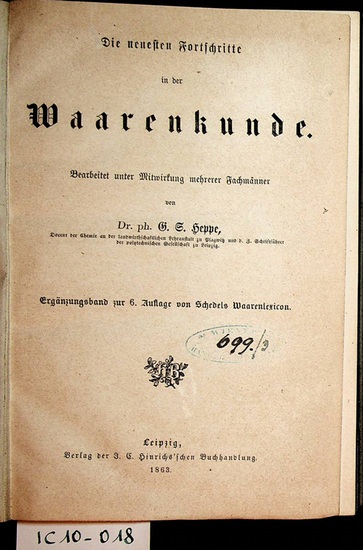 Die neuesten Fortschritte
in der
Waarenkunde.
Bearbeitet unter Mitwirkung mehrerer Fachmänner
von
Dr. ph. G. S. Heppe,
Docent der Chemie an der landwirthschaftlichen Lehranstalt zu Plagwitz und d. Z. Schriftführer
der polytechnischen Gesellschaft zu Leipzig.
Ergänzungsband zur 6. Auflage von Schedels Waarenlexicon.
699./3
Leipzig,
Verlag der J. C. Hinrichs'schen Buchhandlung.
1863.
IC10-018